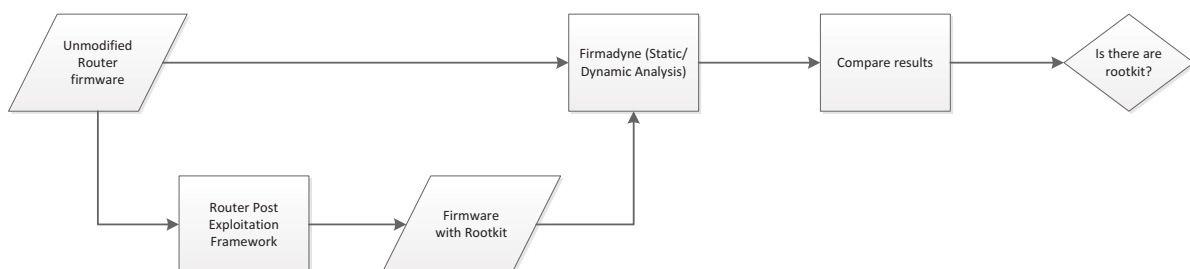 Unmodified
Router
firmware
Firmadyne (Static/
Dynamic Analysis)
Compare results
Is there are
rootkit?
Router Post
Exploitation
Framework
Firmware
with Rootkit